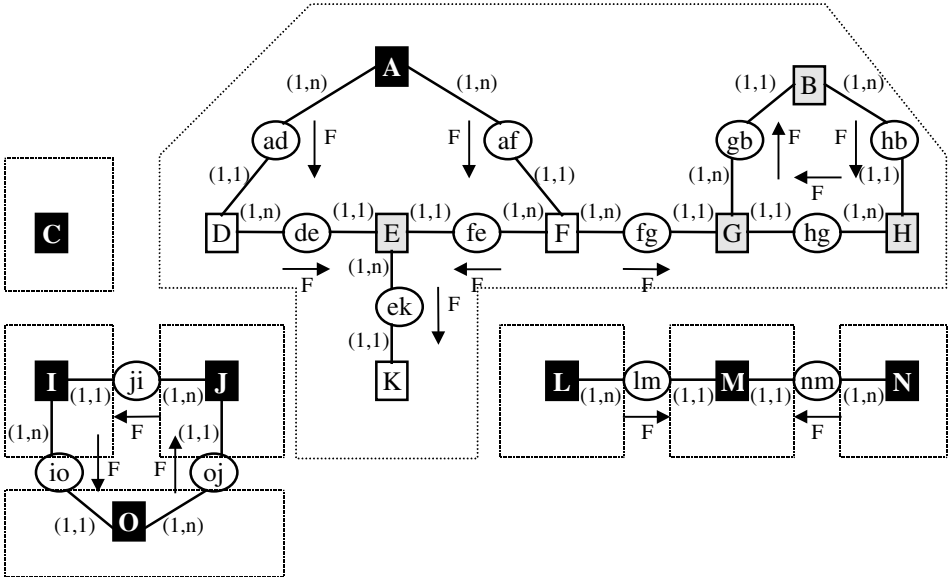 A
(1,n) (1,n) (1,1) B (1,n)
ad F F af gb F F hb
(1,1) (1,1) (1,n) F (1,1)
C D (1,n) de (1,1) E (1,1) fe (1,n) F (1,n) fg (1,1) G (1,1) hg (1,n) H
F (1,n) F F
ek F
(1,1)
I ji J K L lm M nm N
(1,1) (1,n) (1,n) (1,1) (1,1) (1,n)
F F F
(1,n) (1,1)
io F F oj
(1,1) O (1,n)